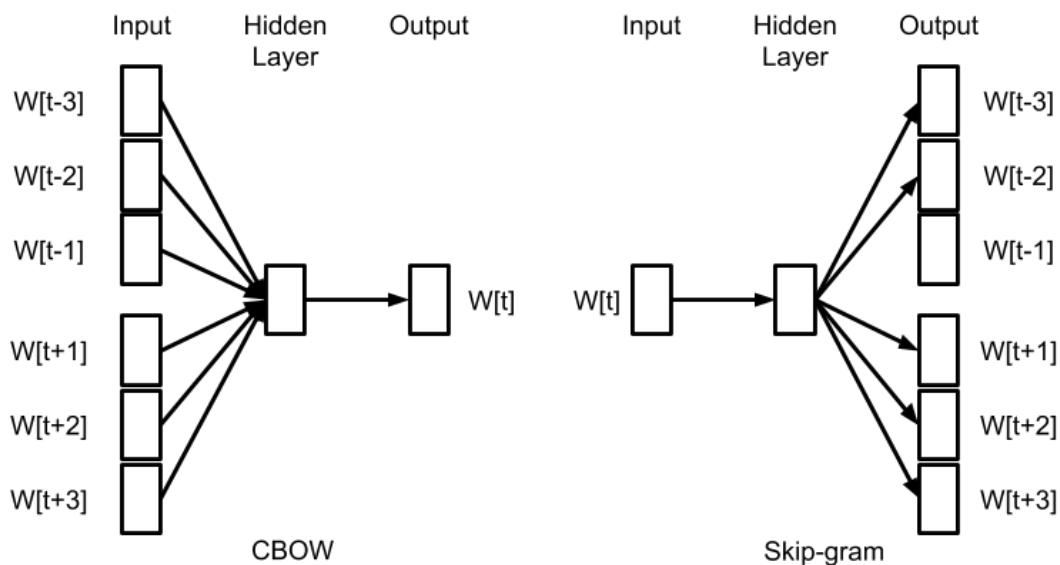 Input Hidden Layer Output
W[t-3]
W[t-2]
W[t-1]
W[t]
W[t+1]
W[t+2]
W[t+3]
CBOW
Input Hidden Layer Output
W[t-3]
W[t-2]
W[t-1]
W[t]
W[t+1]
W[t+2]
W[t+3]
Skip-gram